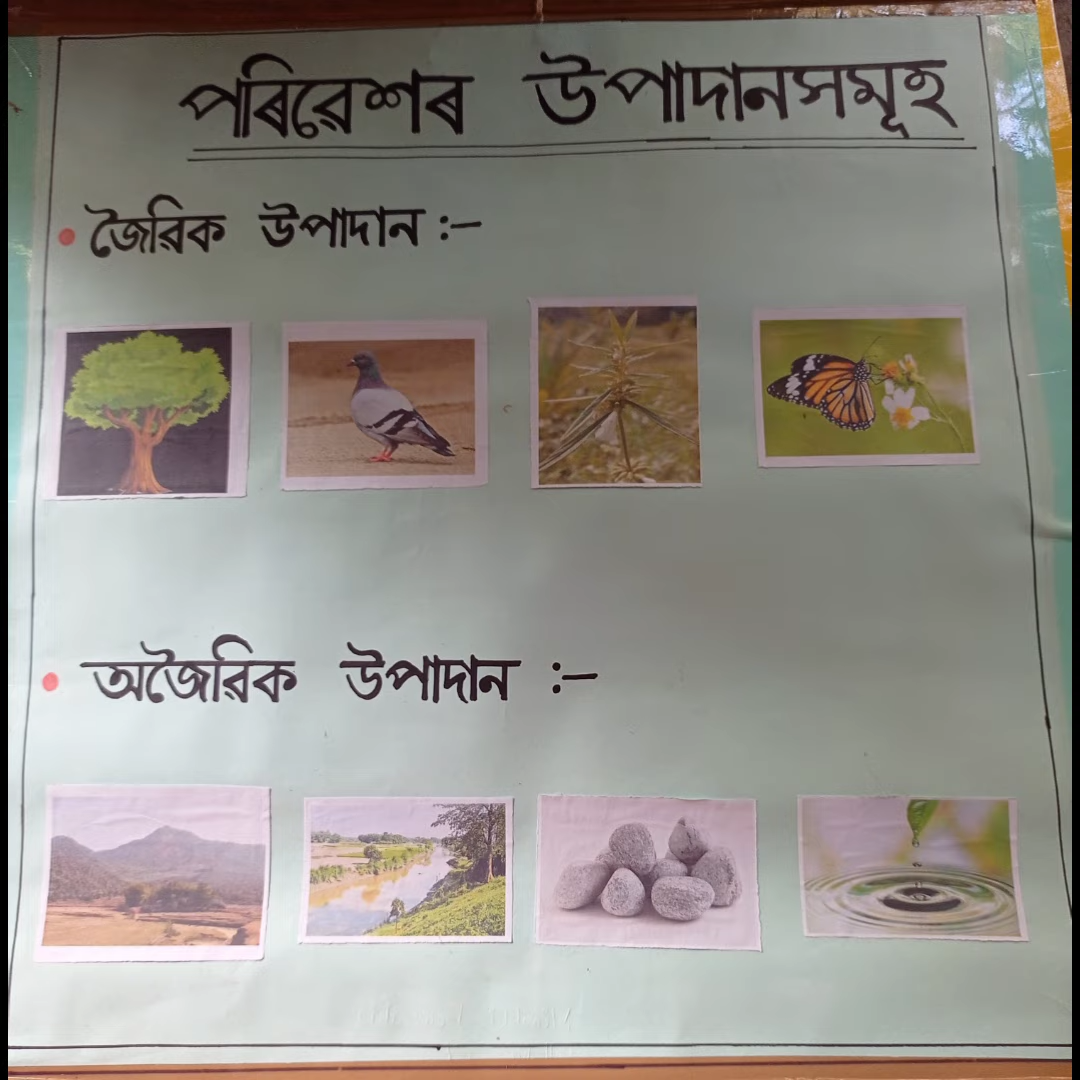 পৰিৱেশৰ উপাদানসমূহ
• জৈৱিক উপাদান :-
• অজৈৱিক উপাদান :-